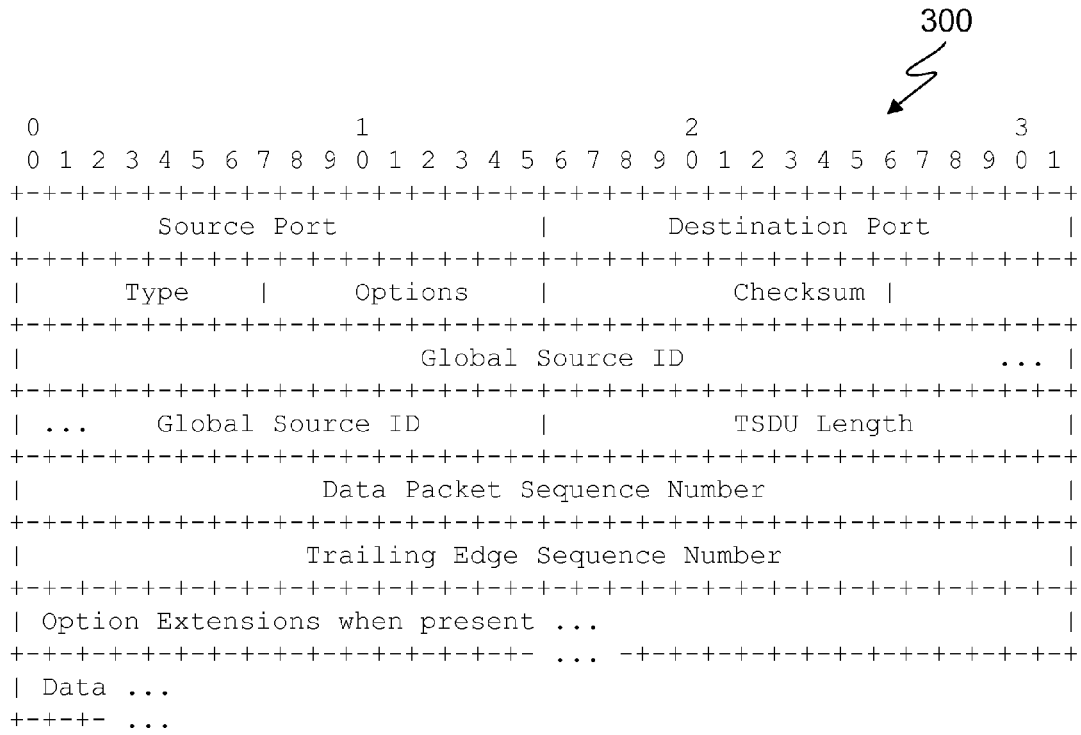 300
0 1 2 3
0 1 2 3 4 5 6 7 8 9 0 1 2 3 4 5 6 7 8 9 0 1 2 3 4 5 6 7 8 9 0 1
+-+-+-+-+-+-+-+-+-+-+-+-+-+-+-+-+-+-+-+-+-+-+-+-+-+-+-+-+-+-+-+-+
| Source Port | Destination Port |
+-+-+-+-+-+-+-+-+-+-+-+-+-+-+-+-+-+-+-+-+-+-+-+-+-+-+-+-+-+-+-+-+
| Type | Options | Checksum |
+-+-+-+-+-+-+-+-+-+-+-+-+-+-+-+-+-+-+-+-+-+-+-+-+-+-+-+-+-+-+-+-+
| Global Source ID ... |
+-+-+-+-+-+-+-+-+-+-+-+-+-+-+-+-+-+-+-+-+-+-+-+-+-+-+-+-+-+-+-+-+
| ... Global Source ID | TSDU Length |
+-+-+-+-+-+-+-+-+-+-+-+-+-+-+-+-+-+-+-+-+-+-+-+-+-+-+-+-+-+-+-+-+
| Data Packet Sequence Number |
+-+-+-+-+-+-+-+-+-+-+-+-+-+-+-+-+-+-+-+-+-+-+-+-+-+-+-+-+-+-+-+-+
| Trailing Edge Sequence Number |
+-+-+-+-+-+-+-+-+-+-+-+-+-+-+-+-+-+-+-+-+-+-+-+-+-+-+-+-+-+-+-+-+
| Option Extensions when present ... |
+-+-+-+-+-+-+-+-+-+-+-+-+-+-+-+- ... -+-+-+-+-+-+-+-+-+-+-+-+-+-+
| Data ...
+-+-+- ...